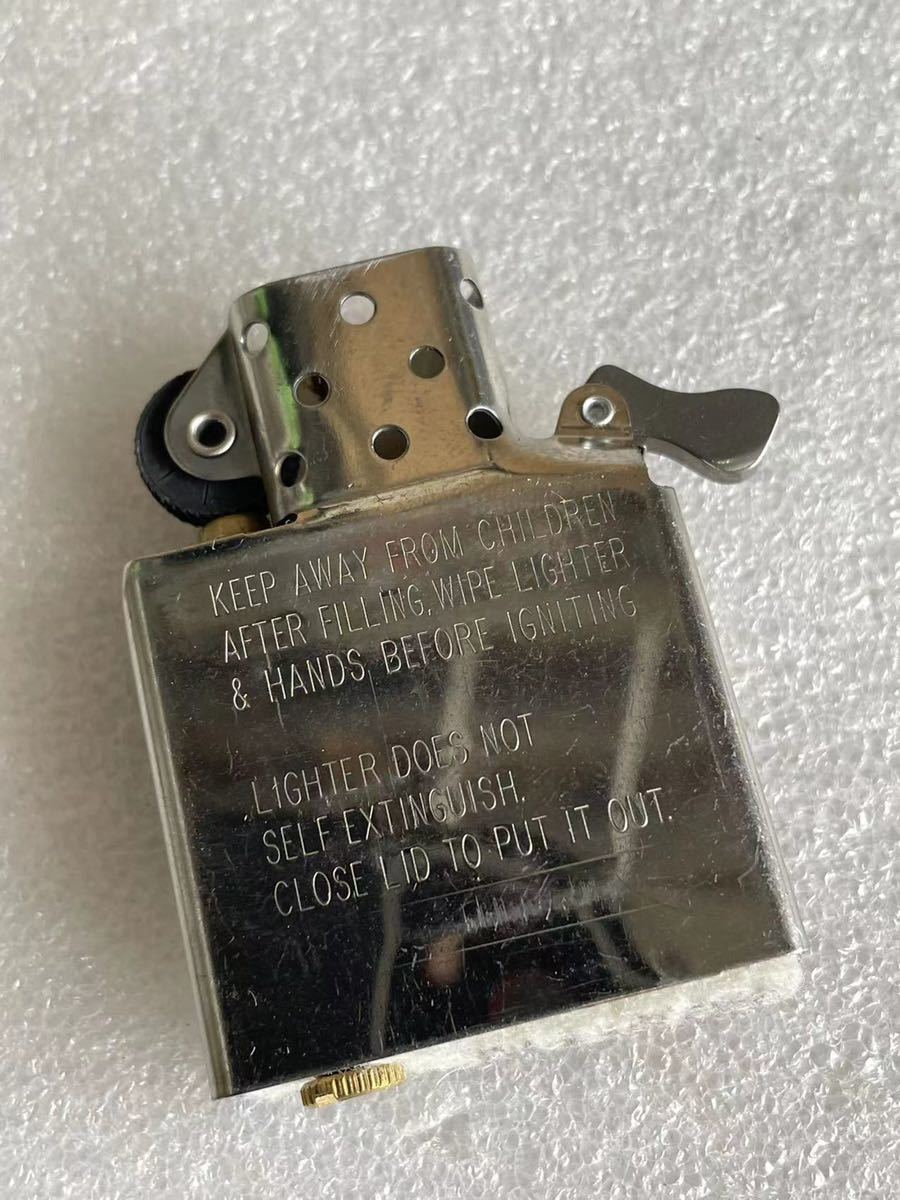 KEEP AWAY FROM CHILDREN
AFTER FILLING, WIPE LIGHTER
& HANDS BEFORE IGNITING
LIGHTER DOES NOT
SELF EXTINGUISH.
CLOSE LID TO PUT IT OUT.